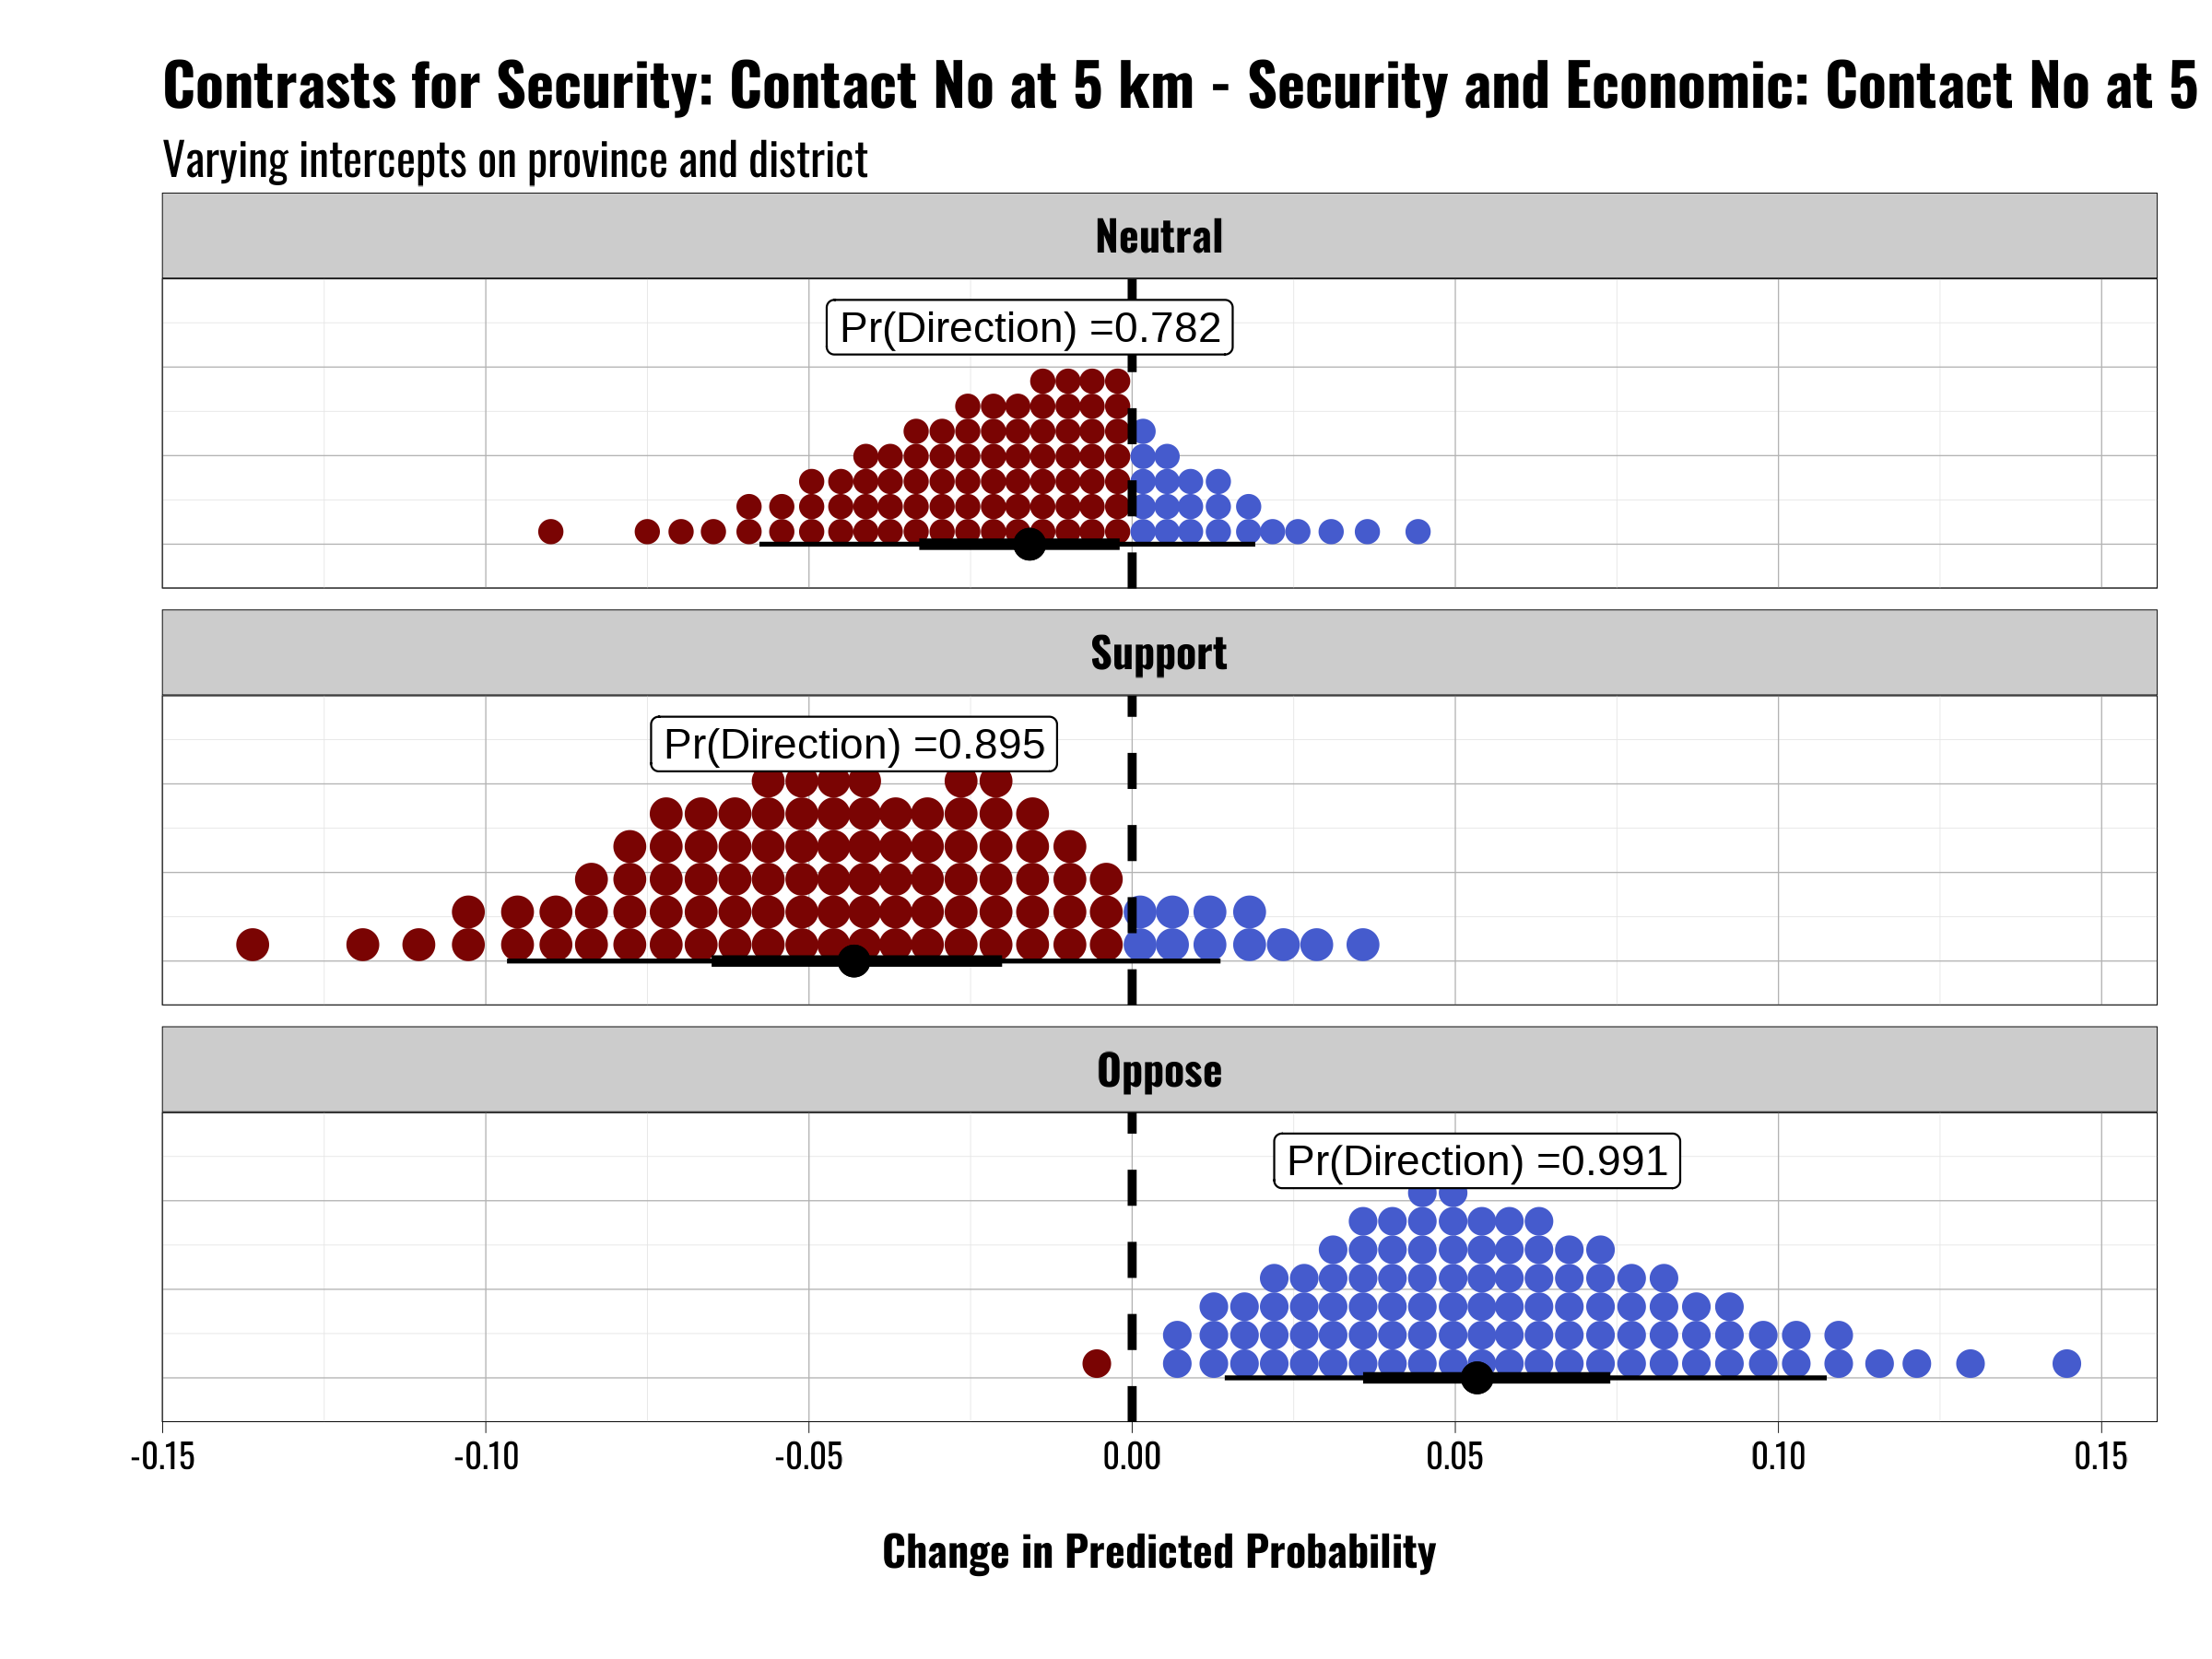 Contrasts for Security: Contact No at 5 km - Security and Economic: Contact No at 5
Varying intercepts on province and district
Neutral
Pr(Direction) =0.782
Support
Pr(Direction) =0.895
Oppose
Pr(Direction) =0.991
-0.15 -0.10 -0.05 0.00 0.05 0.10 0.15
Change in Predicted Probability